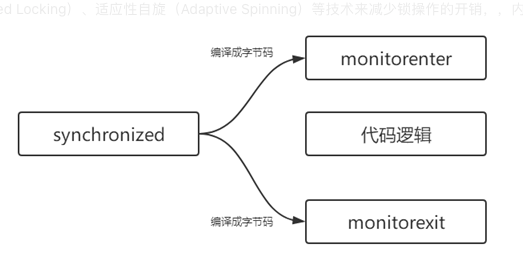 ed Locking）、适应性自旋（Adaptive Spinning）等技术来减少锁操作的开销，，内
编译成字节码
monitorenter
synchronized
代码逻辑
编译成字节码
monitorexit